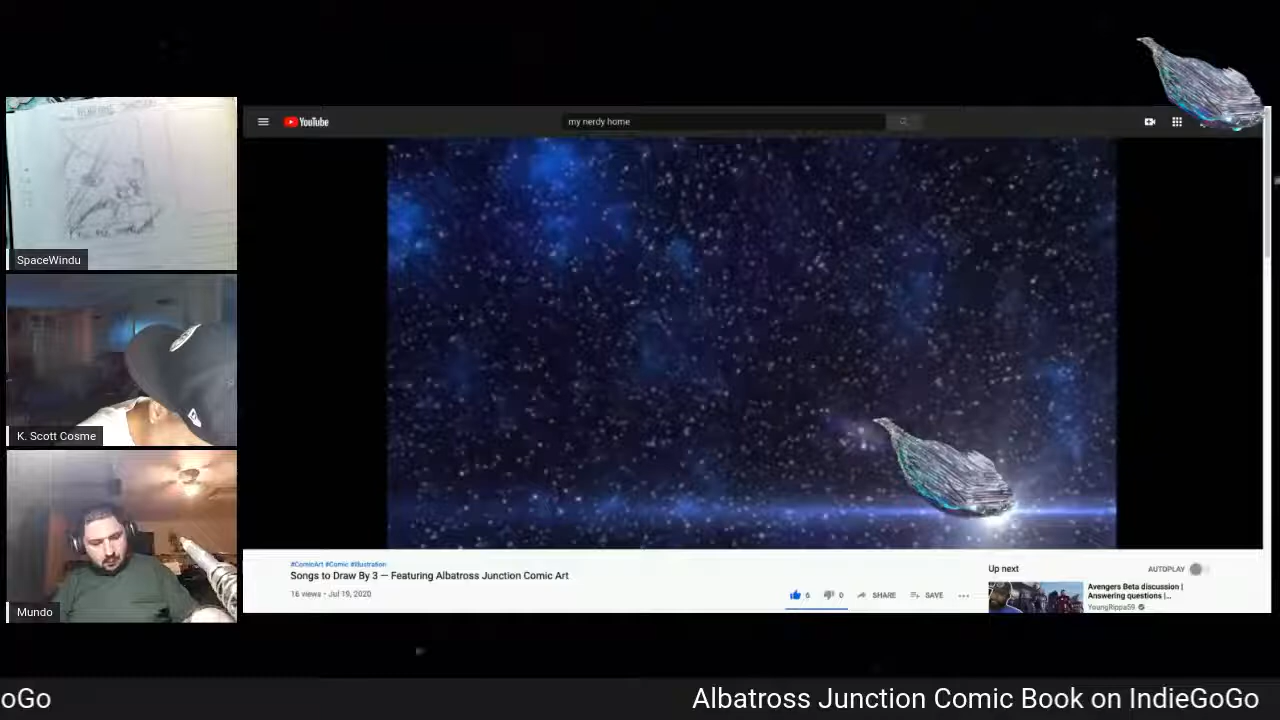 YouTube
my nerdy home
SpaceWindu
K. Scott Cosme
Mundo
#ComicArt #Comic #Illustration
Songs to Draw By 3 — Featuring Albatross Junction Comic Art
16 views • Jul 19, 2020
6
0
SHARE
SAVE
Up next
AUTOPLAY
Avengers Beta discussion |
Answering questions |...
YoungRippa59
oGo
Albatross Junction Comic Book on IndieGoGo